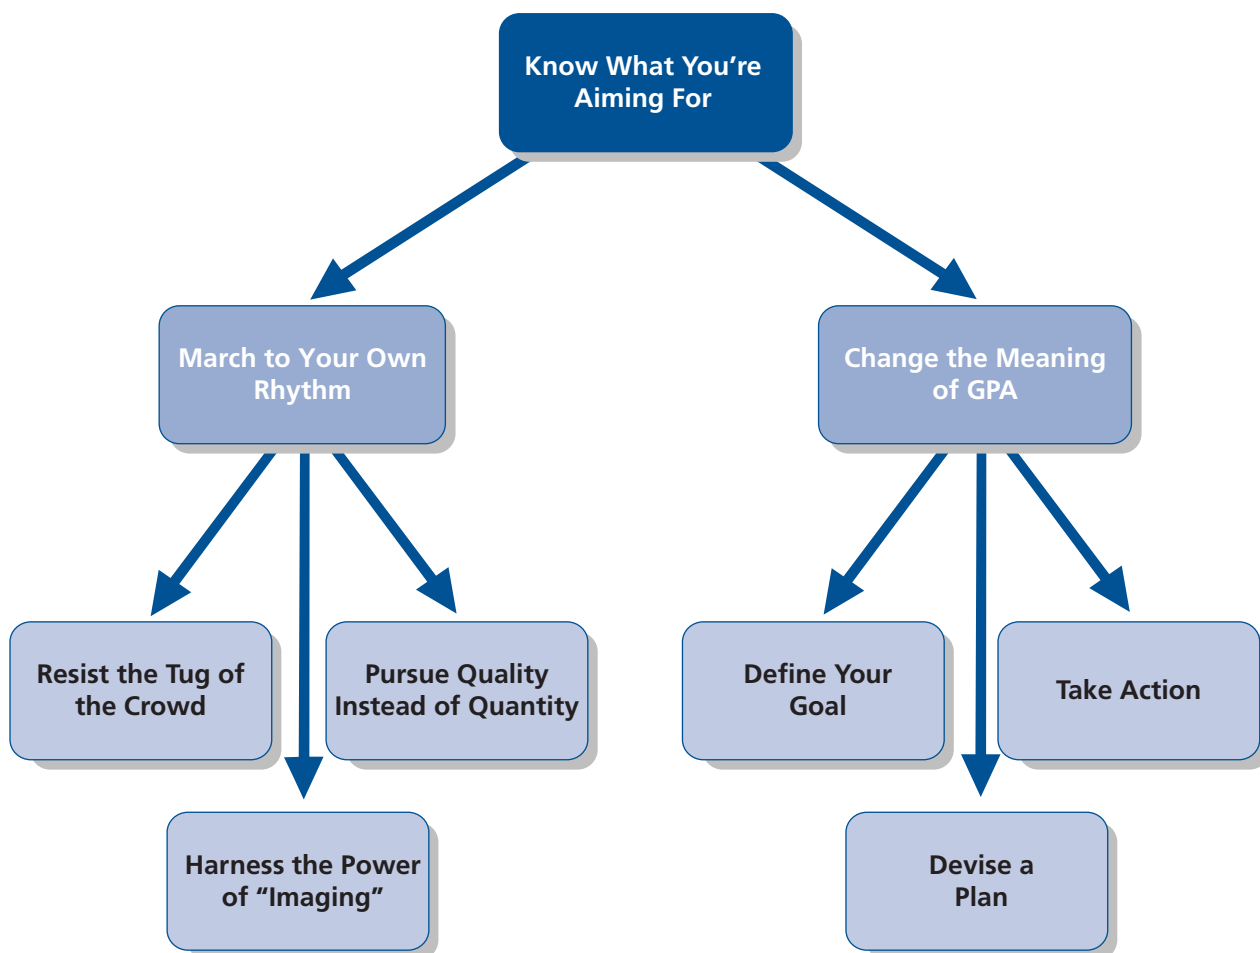 Know What You're
Aiming For
March to Your Own
Rhythm
Change the Meaning
of GPA
Resist the Tug of
the Crowd
Pursue Quality
Instead of Quantity
Define Your
Goal
Take Action
Harness the Power
of “Imaging”
Devise a
Plan